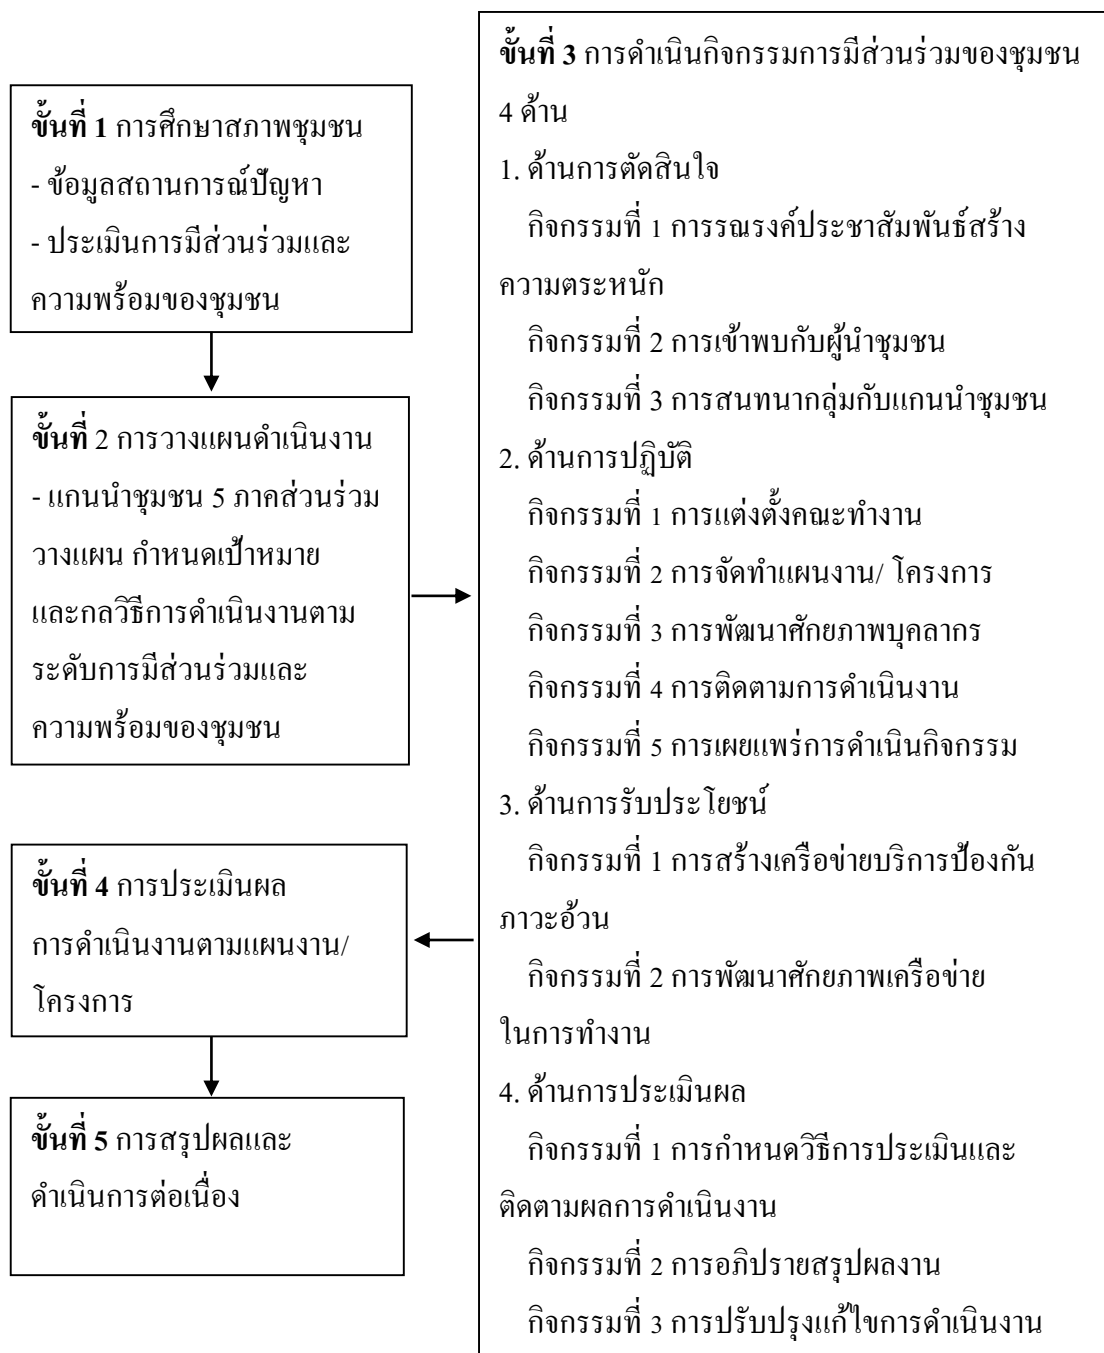 ขั้นที่ 1 การศึกษาสภาพชุมชน
- ข้อมูลสถานการณ์ปัญหา
- ประเมินการมีส่วนร่วมและ
ความพร้อมของชุมชน
ขั้นที่ 2 การวางแผนดำเนินงาน
- แกนนำชุมชน 5 ภาคส่วนร่วม
วางแผน กำหนดเป้าหมาย
และกลวิธีการดำเนินงานตาม
ระดับการมีส่วนร่วมและ
ความพร้อมของชุมชน
ขั้นที่ 3 การดำเนินกิจกรรมการมีส่วนร่วมของชุมชน
4 ด้าน
1. ด้านการตัดสินใจ
กิจกรรมที่ 1 การรณรงค์ประชาสัมพันธ์สร้าง
ความตระหนัก
กิจกรรมที่ 2 การเข้าพบกับผู้นำชุมชน
กิจกรรมที่ 3 การสนทนากลุ่มกับแกนนำชุมชน
2. ด้านการปฏิบัติ
กิจกรรมที่ 1 การแต่งตั้งคณะทำงาน
กิจกรรมที่ 2 การจัดทำแผนงาน/ โครงการ
กิจกรรมที่ 3 การพัฒนาศักยภาพบุคลากร
กิจกรรมที่ 4 การติดตามการดำเนินงาน
กิจกรรมที่ 5 การเผยแพร่การดำเนินกิจกรรม
3. ด้านการรับประโยชน์
กิจกรรมที่ 1 การสร้างเครือข่ายบริการป้องกัน
ภาวะอ้วน
กิจกรรมที่ 2 การพัฒนาศักยภาพเครือข่าย
ในการทำงาน
4. ด้านการประเมินผล
กิจกรรมที่ 1 การกำหนดวิธีการประเมินและ
ติดตามผลการดำเนินงาน
กิจกรรมที่ 2 การอภิปรายสรุปผลงาน
กิจกรรมที่ 3 การปรับปรุงแก้ไขการดำเนินงาน
ขั้นที่ 4 การประเมินผล
การดำเนินงานตามแผนงาน/
โครงการ
ขั้นที่ 5 การสรุปผลและ
ดำเนินการต่อเนื่อง